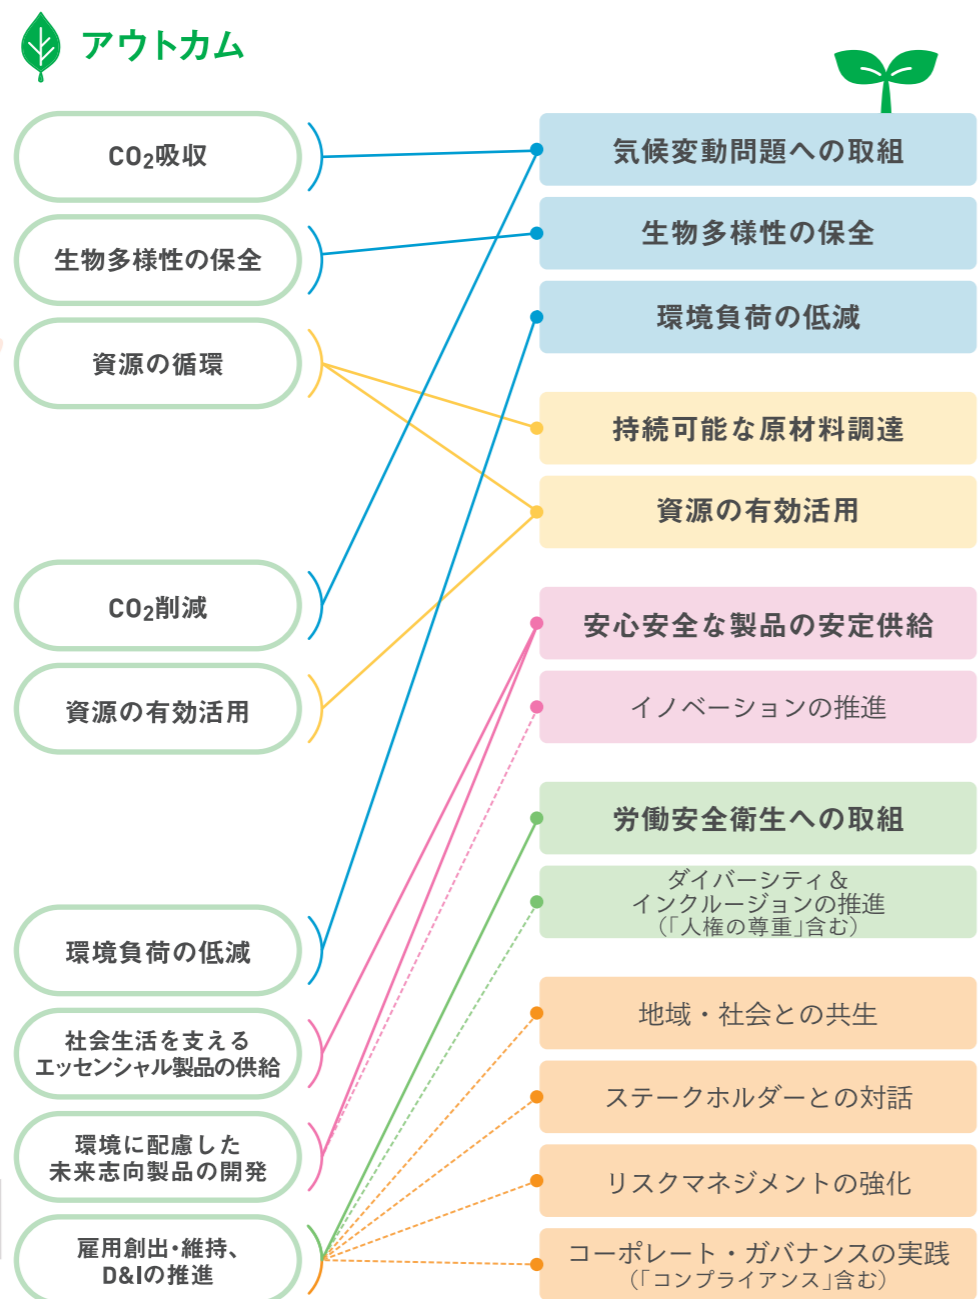 アウトカム
CO₂吸収
生物多様性の保全
資源の循環
CO₂削減
資源の有効活用
環境負荷の低減
社会生活を支える
エッセンシャル製品の供給
環境に配慮した
未来志向製品の開発
雇用創出・維持、
D&Iの推進
気候変動問題への取組
生物多様性の保全
環境負荷の低減
持続可能な原材料調達
資源の有効活用
安心安全な製品の安定供給
イノベーションの推進
労働安全衛生への取組
ダイバーシティ＆
インクルージョンの推進
（「人権の尊重」含む）
地域・社会との共生
ステークホルダーとの対話
リスクマネジメントの強化
コーポレート・ガバナンスの実践
（「コンプライアンス」含む）